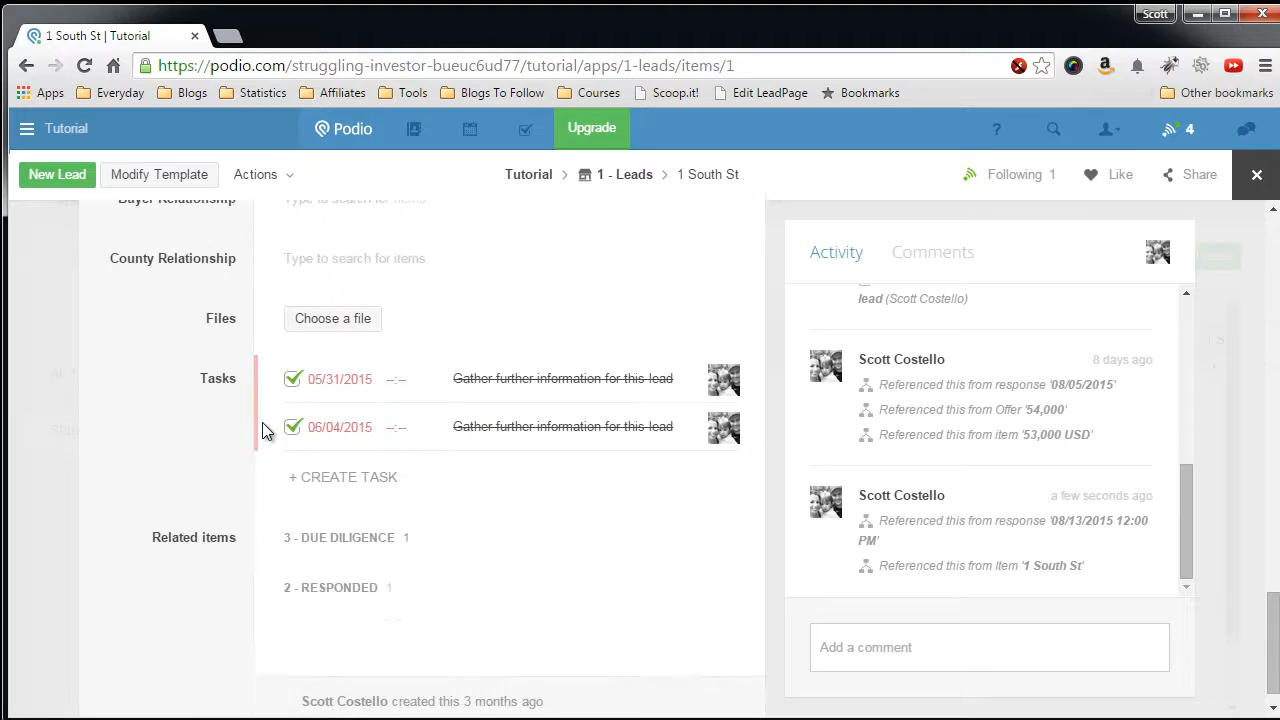 Scott
1 South St | Tutorial
https://podio.com/struggling-investor-bueuc6ud77/tutorial/apps/1-leads/items/1
Apps Everyday Blogs Statistics Affiliates Tools Blogs To Follow Courses Scoop.it! Edit LeadPage Bookmarks Other bookmarks
Tutorial Podio Upgrade ? 4
New Lead Modify Template Actions Tutorial > 1 - Leads > 1 South St Following 1 Like Share
Buyer Relationship Type to search for items
County Relationship Type to search for items
Files Choose a file
Tasks 05/31/2015 --:-- Gather further information for this lead
06/04/2015 --:-- Gather further information for this lead
+ CREATE TASK
Related items 3 - DUE DILIGENCE 1
2 - RESPONDED 1
Scott Costello created this 3 months ago
Activity Comments
lead (Scott Costello)
Scott Costello 8 days ago
Referenced this from response '08/05/2015'
Referenced this from Offer '54,000'
Referenced this from item '53,000 USD'
Scott Costello a few seconds ago
Referenced this from response '08/13/2015 12:00
PM'
Referenced this from Item '1 South St'
Add a comment